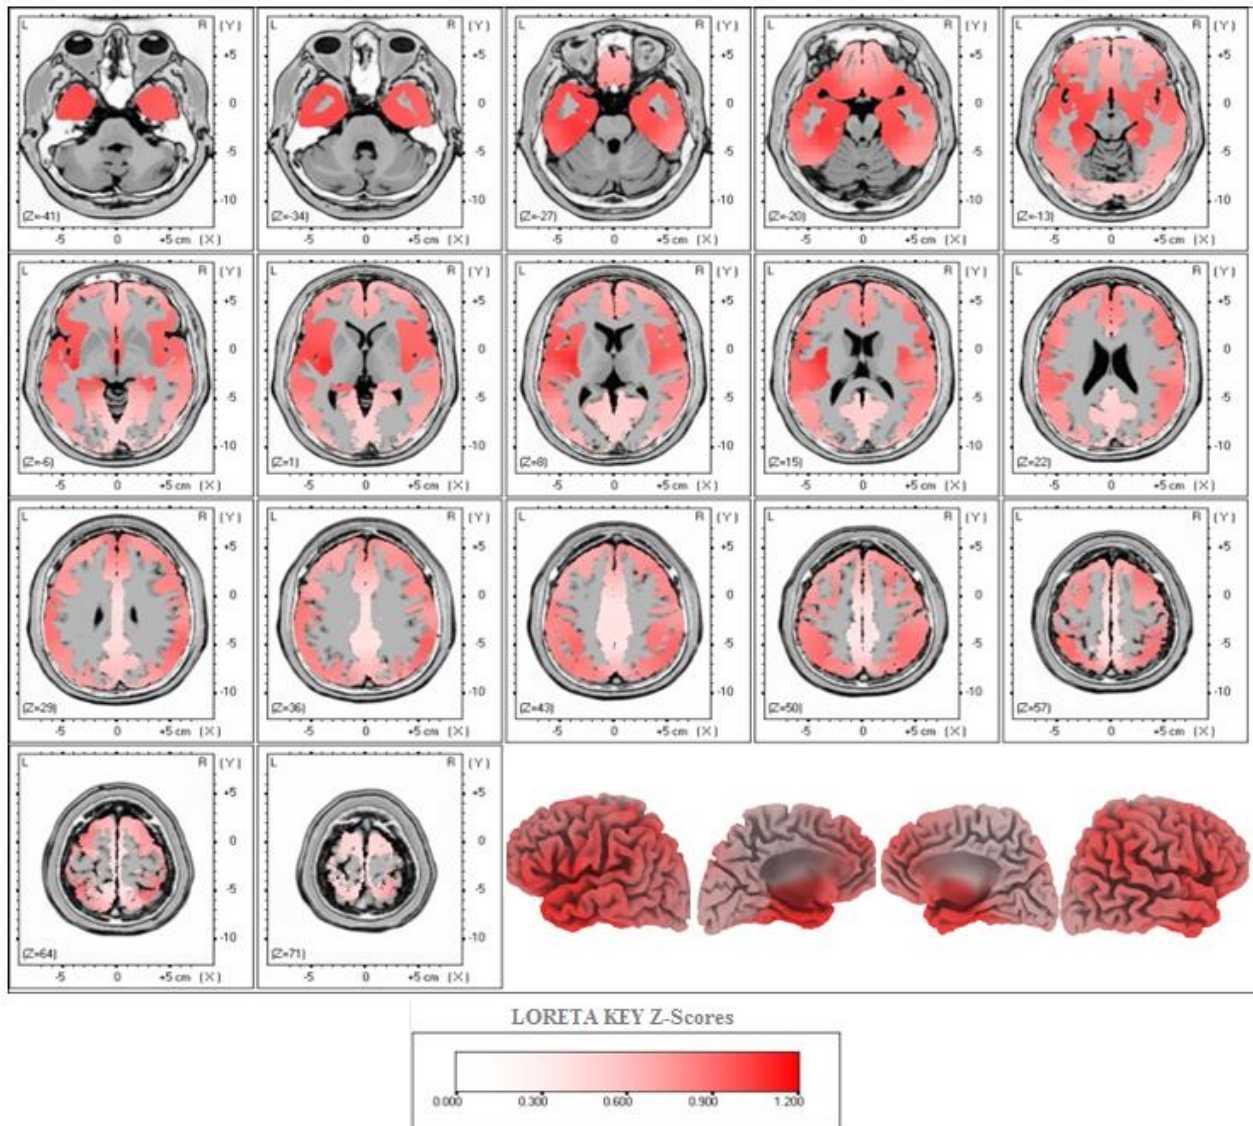 L R (Y) L R (Y) L R (Y) L R (Y) L R (Y)
+5 +5 +5 +5 +5
0 0 0 0 0
-5 -5 -5 -5 -5
-10 -10 -10 -10 -10
(Z=-41) (Z=-34) (Z=-27) (Z=-20) (Z=-13)
-5 0 +5 cm (X) -5 0 +5 cm (X) -5 0 +5 cm (X) -5 0 +5 cm (X) -5 0 +5 cm (X)
L R (Y) L R (Y) L R (Y) L R (Y) L R (Y)
+5 +5 +5 +5 +5
0 0 0 0 0
-5 -5 -5 -5 -5
-10 -10 -10 -10 -10
(Z=-6) (Z=1) (Z=8) (Z=15) (Z=22)
-5 0 +5 cm (X) -5 0 +5 cm (X) -5 0 +5 cm (X) -5 0 +5 cm (X) -5 0 +5 cm (X)
L R (Y) L R (Y) L R (Y) L R (Y) L R (Y)
+5 +5 +5 +5 +5
0 0 0 0 0
-5 -5 -5 -5 -5
-10 -10 -10 -10 -10
(Z=29) (Z=36) (Z=43) (Z=50) (Z=57)
-5 0 +5 cm (X) -5 0 +5 cm (X) -5 0 +5 cm (X) -5 0 +5 cm (X) -5 0 +5 cm (X)
L R (Y) L R (Y)
+5 +5
0 0
-5 -5
-10 -10
(Z=64) (Z=71)
-5 0 +5 cm (X) -5 0 +5 cm (X)
LORETA KEY Z-Scores
0.000 0.300 0.600 0.900 1.200